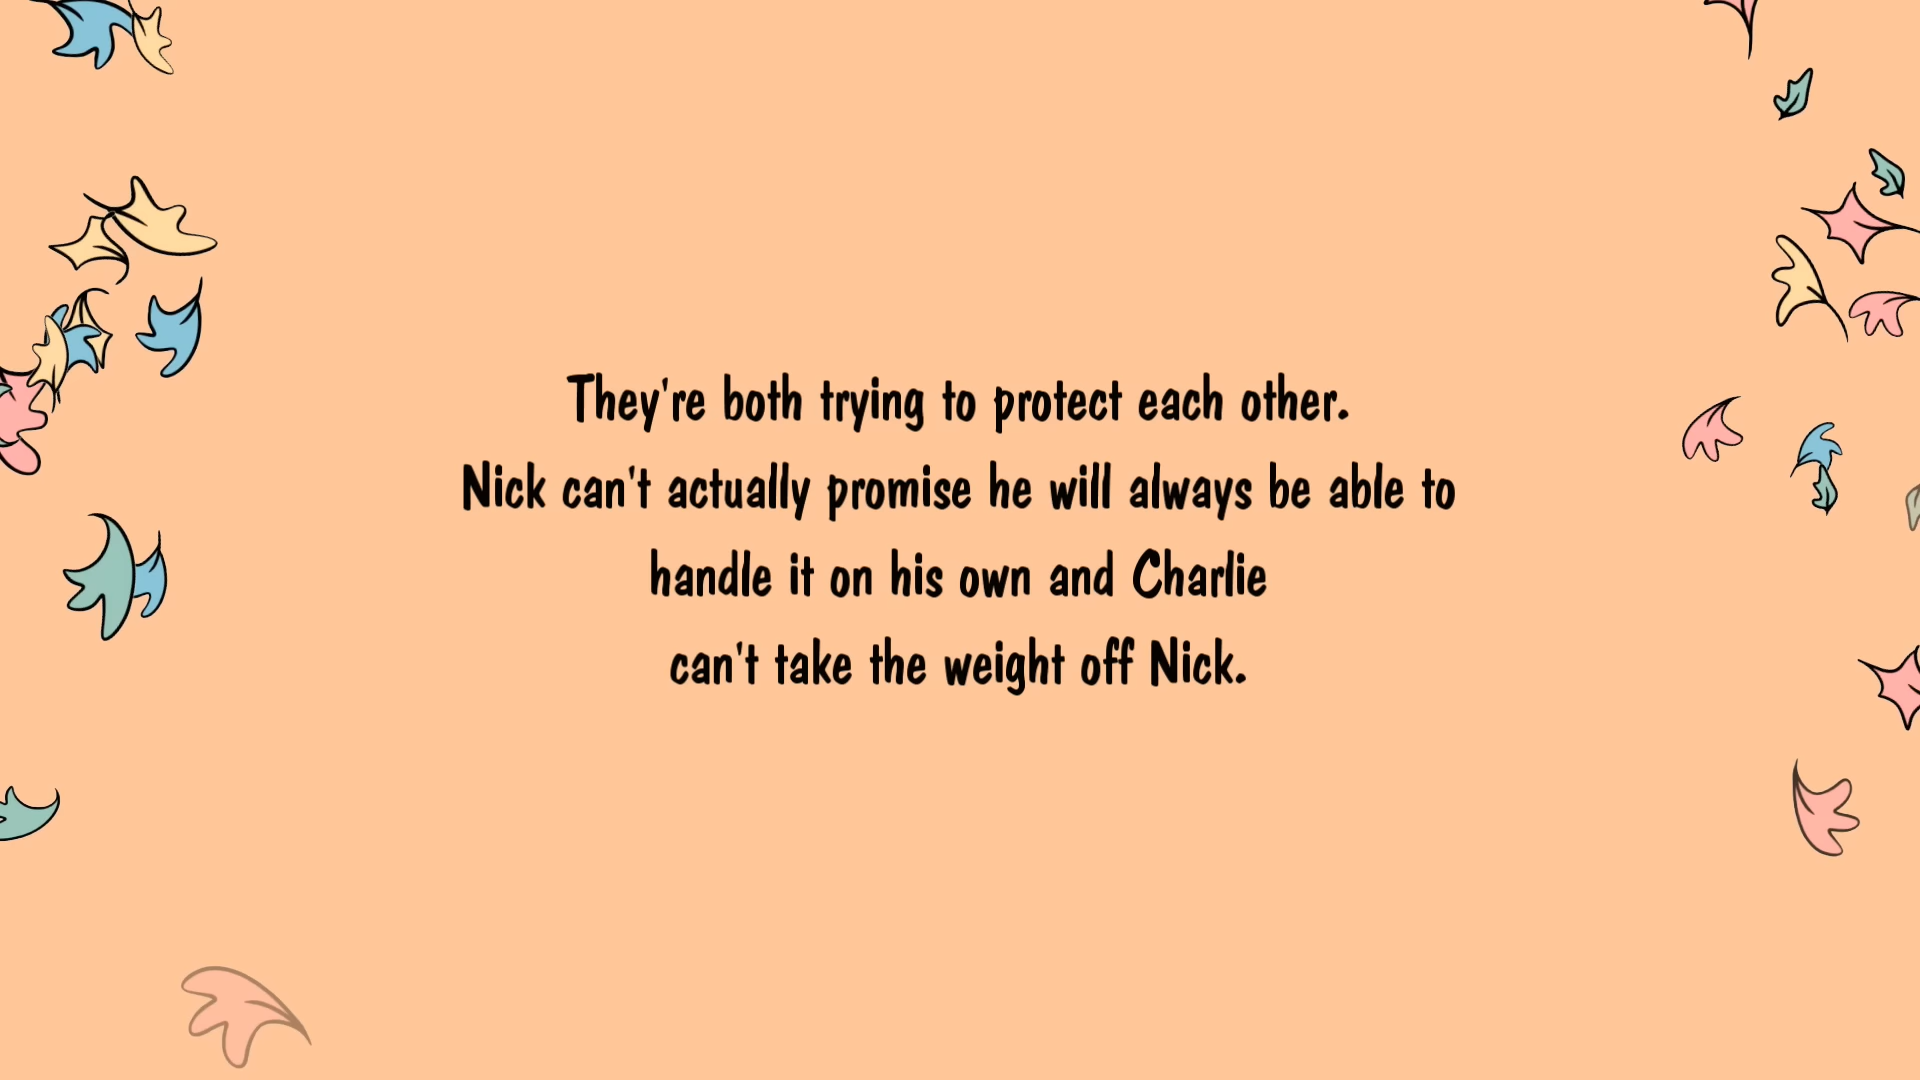 They're both trying to protect each other.
Nick can't actually promise he will always be able to
handle it on his own and Charlie
can't take the weight off Nick.